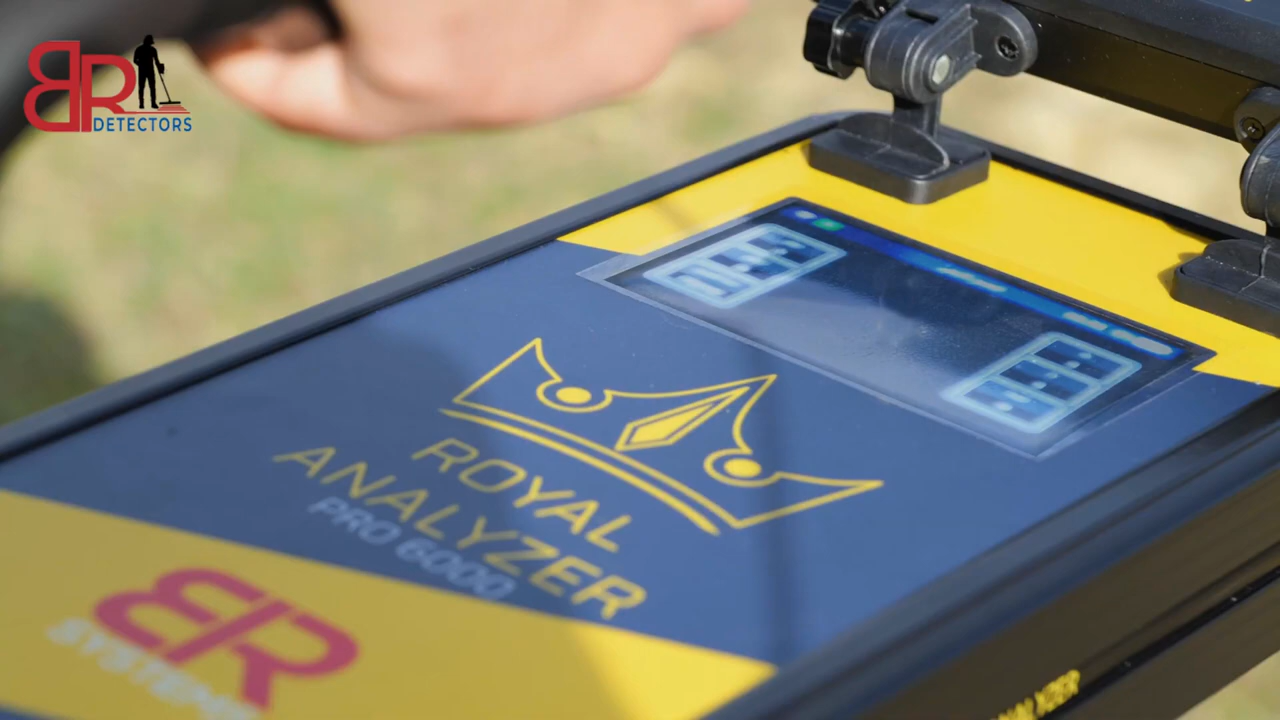 BR
DETECTORS
ROYAL
ANALYZER
PRO 6000
BR
SYSTEMS